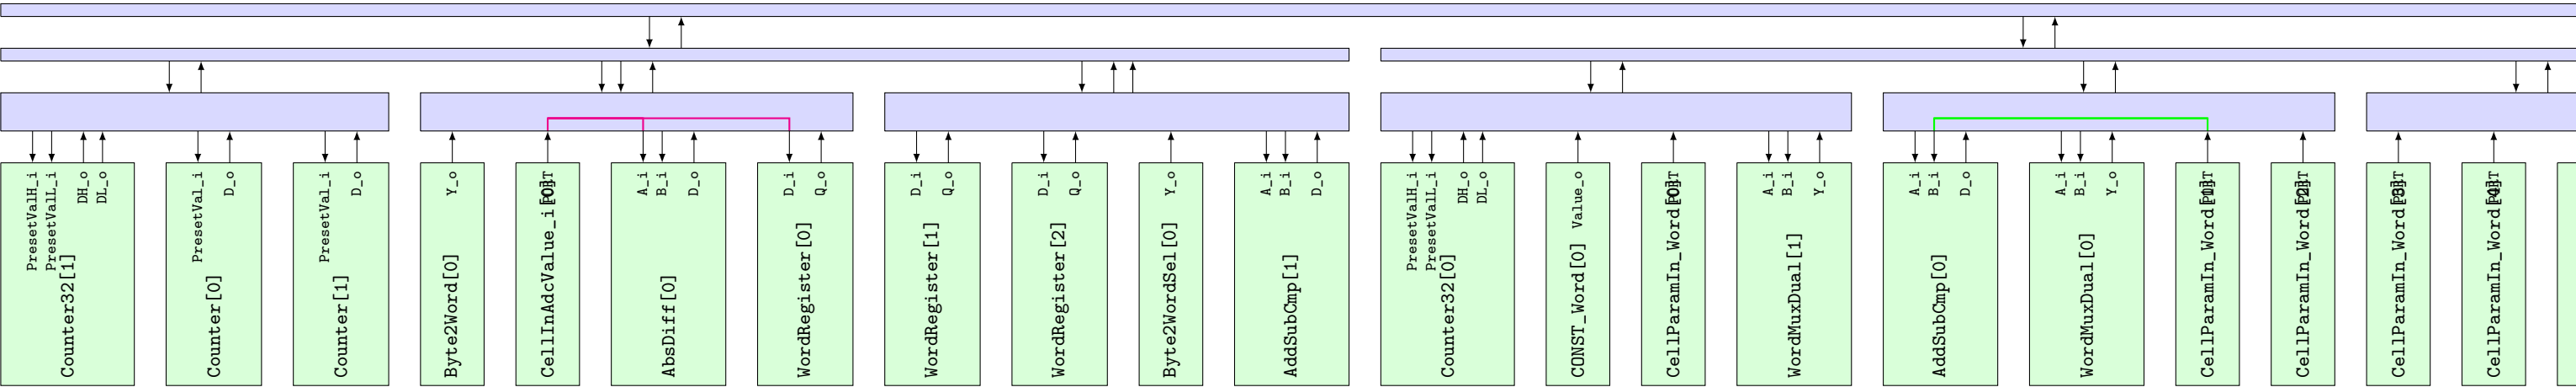 PresetValH_i
PresetValL_i
DH_o
DL_o
Counter32[1]
PresetVal_i
D_o
Counter[0]
PresetVal_i
D_o
Counter[1]
Y_o
Byte2Word[0]
CellInAdcValue_i[0]
A_i
B_i
D_o
AbsDiff[0]
D_i
Q_o
WordRegister[0]
D_i
Q_o
WordRegister[1]
D_i
Q_o
WordRegister[2]
Y_o
Byte2WordSel[0]
A_i
B_i
D_o
AddSubCmp[1]
PresetValH_i
PresetValL_i
DH_o
DL_o
Counter32[0]
Value_o
CONST_Word[0]
CellParamIn_Word[0]
A_i
B_i
Y_o
WordMuxDual[1]
A_i
B_i
D_o
AddSubCmp[0]
A_i
B_i
Y_o
WordMuxDual[0]
CellParamIn_Word[1]
CellParamIn_Word[2]
CellParamIn_Word[3]
CellParamIn_Word[4]